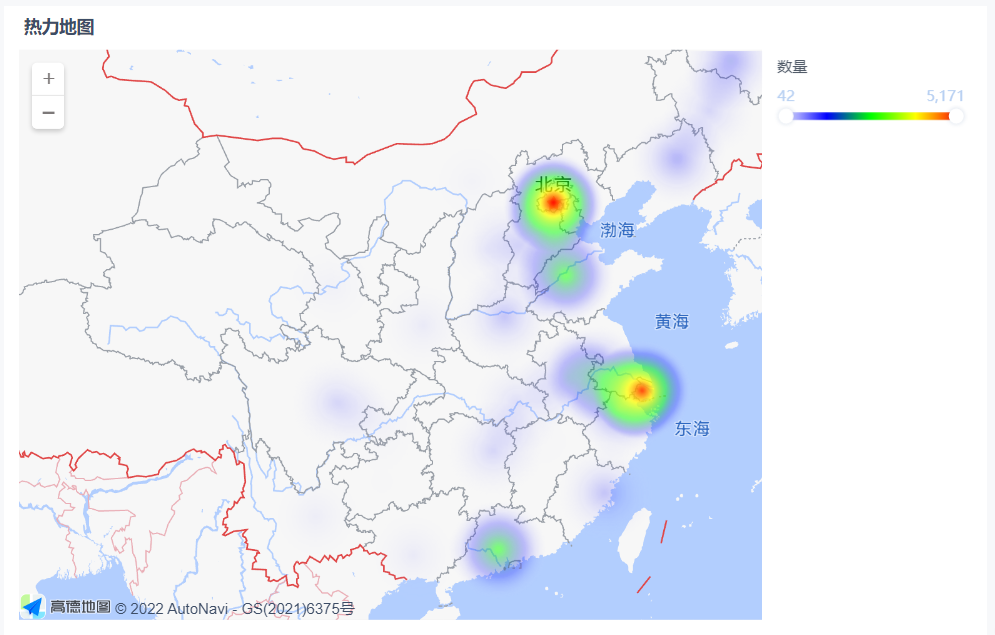 热力地图
数量
42 5,171
+
−
北京
渤海
黄海
东海
高德地图 © 2022 AutoNavi - GS(2021)6375号